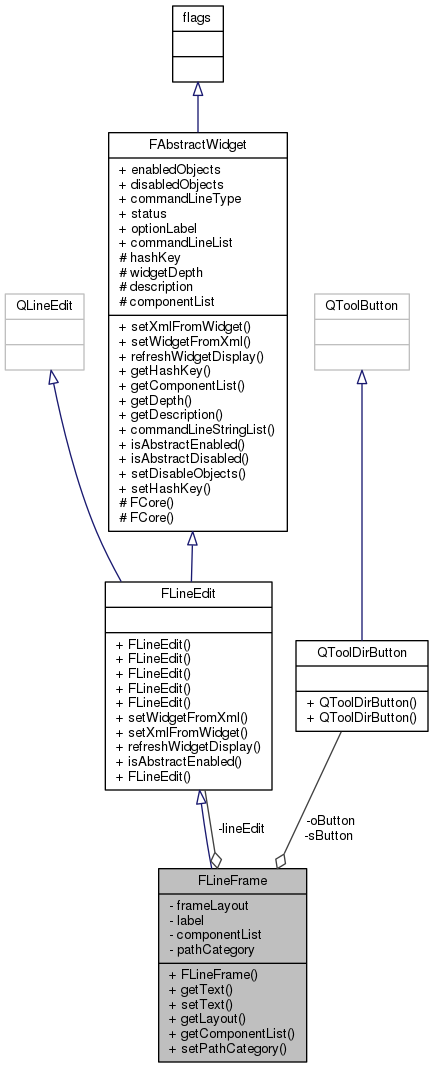 flags
FAbstractWidget
+ enabledObjects
+ disabledObjects
+ commandLineType
+ status
+ optionLabel
+ commandLineList
# hashKey
# widgetDepth
# description
# componentList
+ setXmlFromWidget()
+ setWidgetFromXml()
+ refreshWidgetDisplay()
+ getHashKey()
+ getComponentList()
+ getDepth()
+ getDescription()
+ commandLineStringList()
+ isAbstractEnabled()
+ isAbstractDisabled()
+ setDisableObjects()
+ setHashKey()
# FCore()
# FCore()
QLineEdit
QToolButton
FLineEdit
+ FLineEdit()
+ FLineEdit()
+ FLineEdit()
+ FLineEdit()
+ FLineEdit()
+ setWidgetFromXml()
+ setXmlFromWidget()
+ refreshWidgetDisplay()
+ isAbstractEnabled()
+ FLineEdit()
QToolDirButton
+ QToolDirButton()
+ QToolDirButton()
-lineEdit
-oButton
-sButton
FLineFrame
- frameLayout
- label
- componentList
- pathCategory
+ FLineFrame()
+ getText()
+ setText()
+ getLayout()
+ getComponentList()
+ setPathCategory()